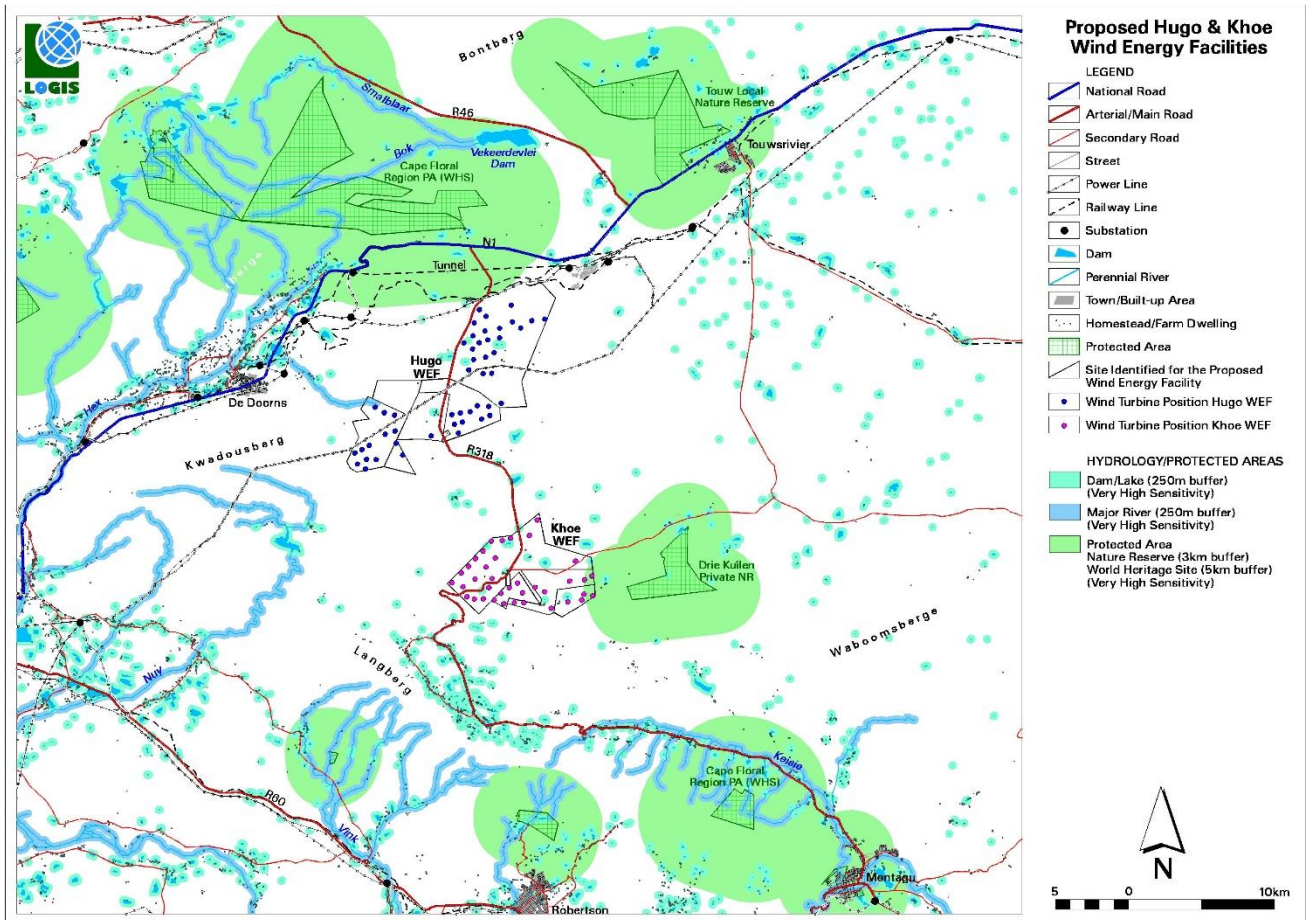 LOGIS
Bontberg
Smalblaar
R46
Bok
Vekeerdevlei
Dam
Cape Floral
Region PA (WHS)
Touw Local
Nature Reserve
Touwsrivier
N1
Tunnel
berge
Hugo
WEF
De Doorns
Hex
Kwadousberg
R318
Khoe
WEF
Drie Kuilen
Private NR
Waboomsberge
Langberg
Nuy
Keisie
Cape Floral
Region PA (WHS)
R60
Vink
Robertson
Montagu
Proposed Hugo & Khoe
Wind Energy Facilities
LEGEND
National Road
Arterial/Main Road
Secondary Road
Street
Power Line
Railway Line
Substation
Dam
Perennial River
Town/Built-up Area
Homestead/Farm Dwelling
Protected Area
Site Identified for the Proposed
Wind Energy Facility
Wind Turbine Position Hugo WEF
Wind Turbine Position Khoe WEF
HYDROLOGY/PROTECTED AREAS
Dam/Lake (250m buffer)
(Very High Sensitivity)
Major River (250m buffer)
(Very High Sensitivity)
Protected Area
Nature Reserve (3km buffer)
World Heritage Site (5km buffer)
(Very High Sensitivity)
N
5 0 10km